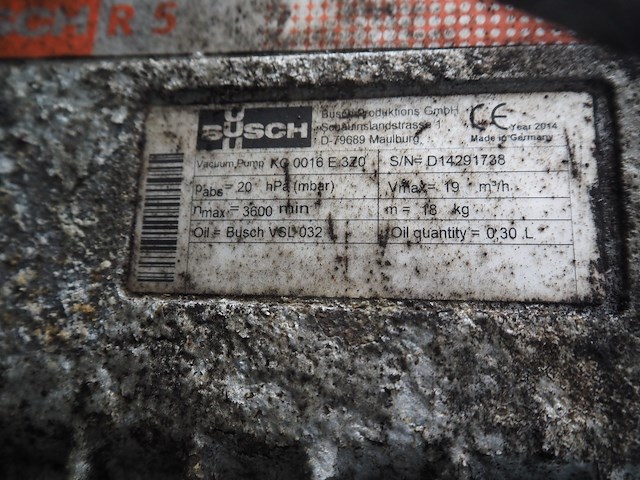 R 5
BUSCH
Busch Produktions GmbH
Schauinslandstrasse 1
D-79689 Maulburg
CE Year 2014
Made in Germany
Vacuum Pump KC 0016 E 3Z0 S/N= D14291738
Pabs = 20 hPa (mbar) Vmax= 19 m³/h
nmax = 3600 min m = 18 kg
Oil = Busch VSL 032 Oil quantity = 0,30 L